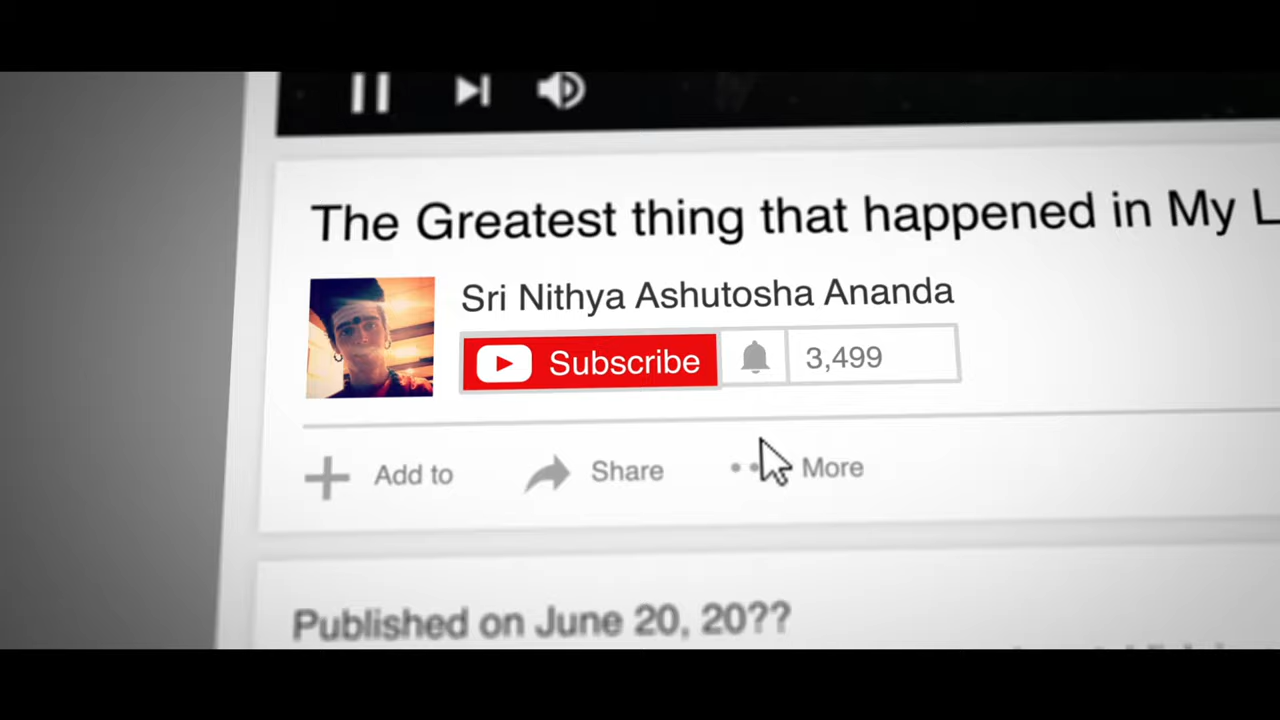 The Greatest thing that happened in My L
Sri Nithya Ashutosha Ananda
Subscribe 3,499
Add to Share More
Published on June 20, 20??